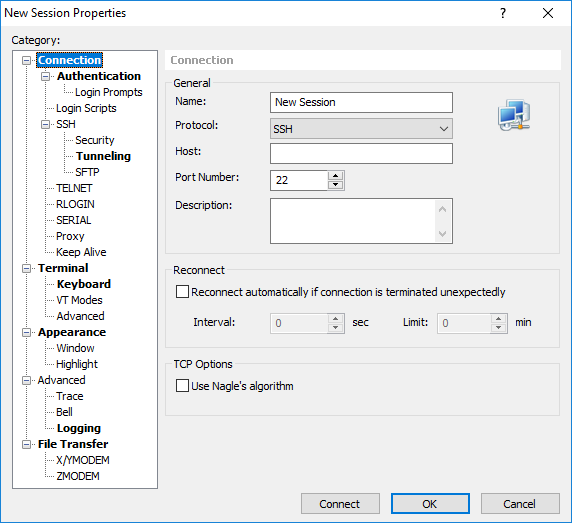 New Session Properties
?
Category:
Connection
Authentication
Login Prompts
Login Scripts
SSH
Security
Tunneling
SFTP
TELNET
RLOGIN
SERIAL
Proxy
Keep Alive
Terminal
Keyboard
VT Modes
Advanced
Appearance
Window
Highlight
Advanced
Trace
Bell
Logging
File Transfer
X/YMODEM
ZMODEM
Connection
General
Name: New Session
Protocol: SSH
Host:
Port Number: 22
Description:
Reconnect
Reconnect automatically if connection is terminated unexpectedly
Interval: 0 sec Limit: 0 min
TCP Options
Use Nagle's algorithm
Connect OK Cancel